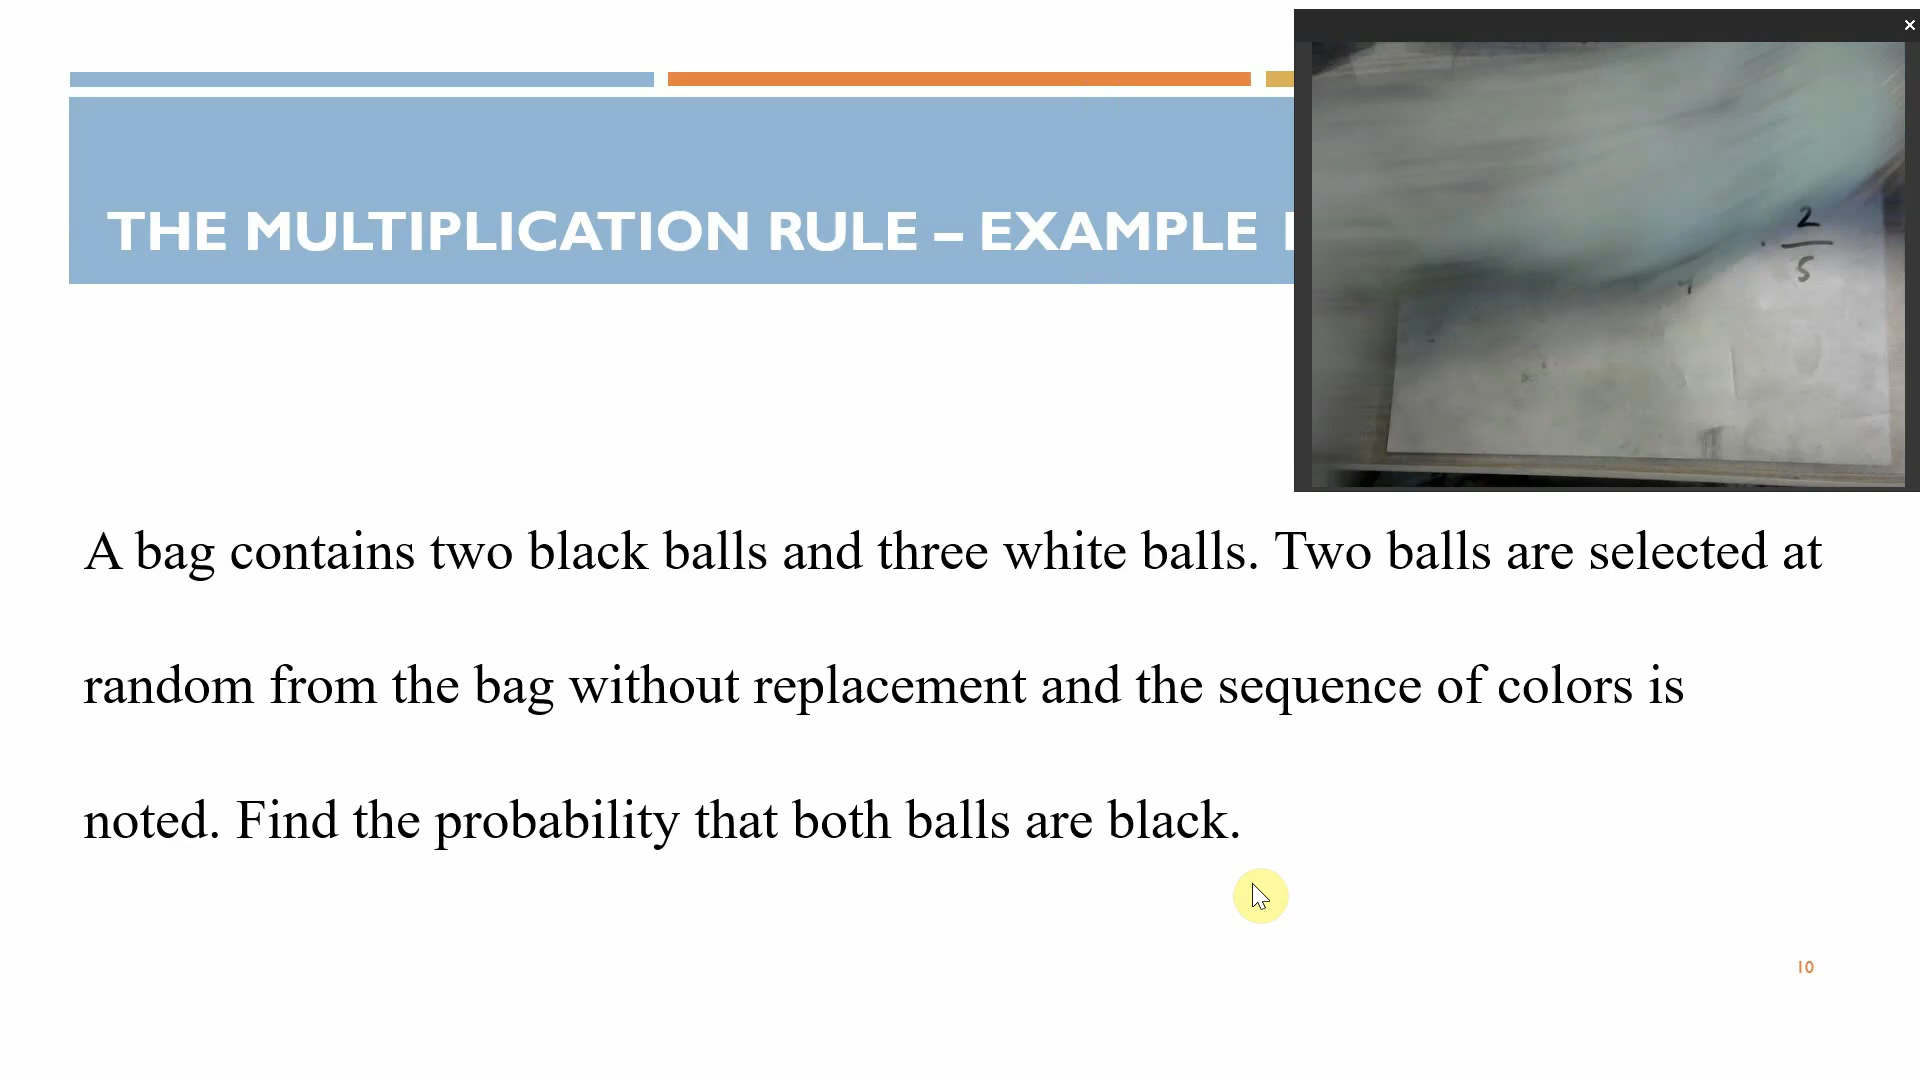 THE MULTIPLICATION RULE – EXAMPLE
2
5
A bag contains two black balls and three white balls. Two balls are selected at
random from the bag without replacement and the sequence of colors is
noted. Find the probability that both balls are black.
10